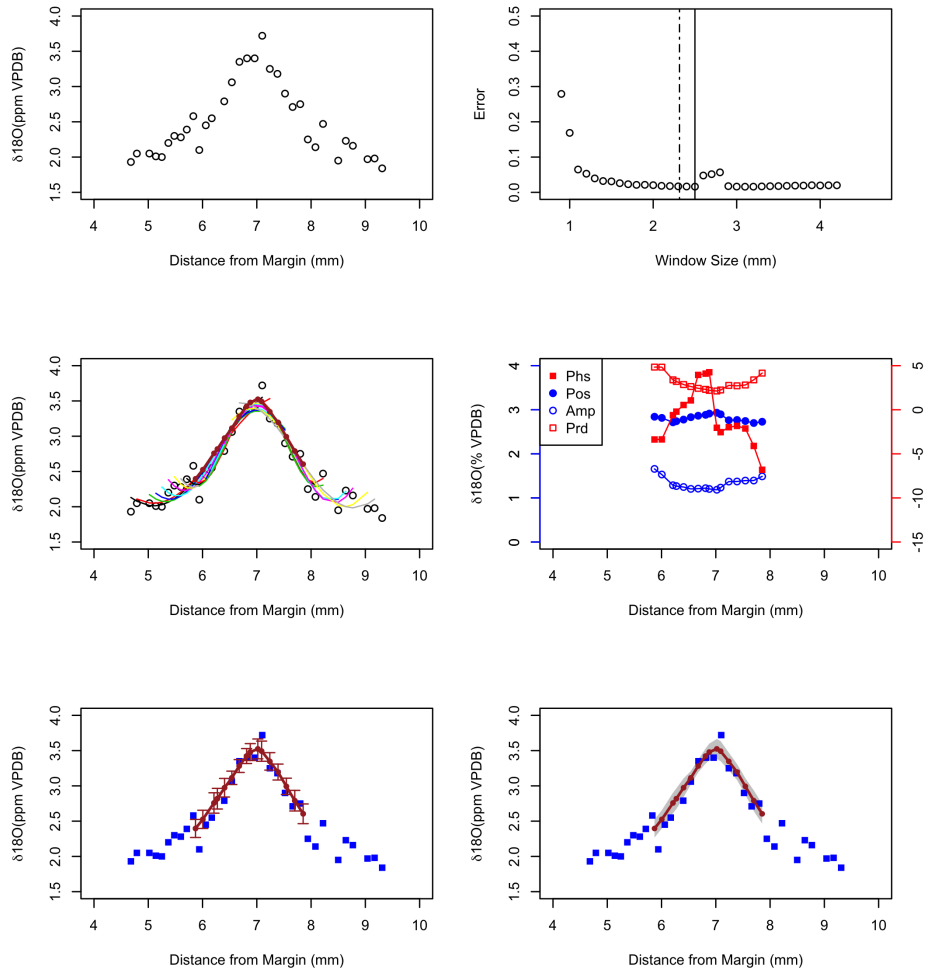 δ18O(ppm VPDB)
1.5 2.0 2.5 3.0 3.5 4.0
4 5 6 7 8 9 10
Distance from Margin (mm)
Error
0.0 0.1 0.2 0.3 0.4 0.5
1 2 3 4
Window Size (mm)
δ18O(ppm VPDB)
1.5 2.0 2.5 3.0 3.5 4.0
4 5 6 7 8 9 10
Distance from Margin (mm)
δ18O(% VPDB)
0 1 2 3 4
Phs
Pos
Amp
Prd
-15 -10 -5 0 5
4 5 6 7 8 9 10
Distance from Margin (mm)
δ18O(ppm VPDB)
1.5 2.0 2.5 3.0 3.5 4.0
4 5 6 7 8 9 10
Distance from Margin (mm)
δ18O(ppm VPDB)
1.5 2.0 2.5 3.0 3.5 4.0
4 5 6 7 8 9 10
Distance from Margin (mm)